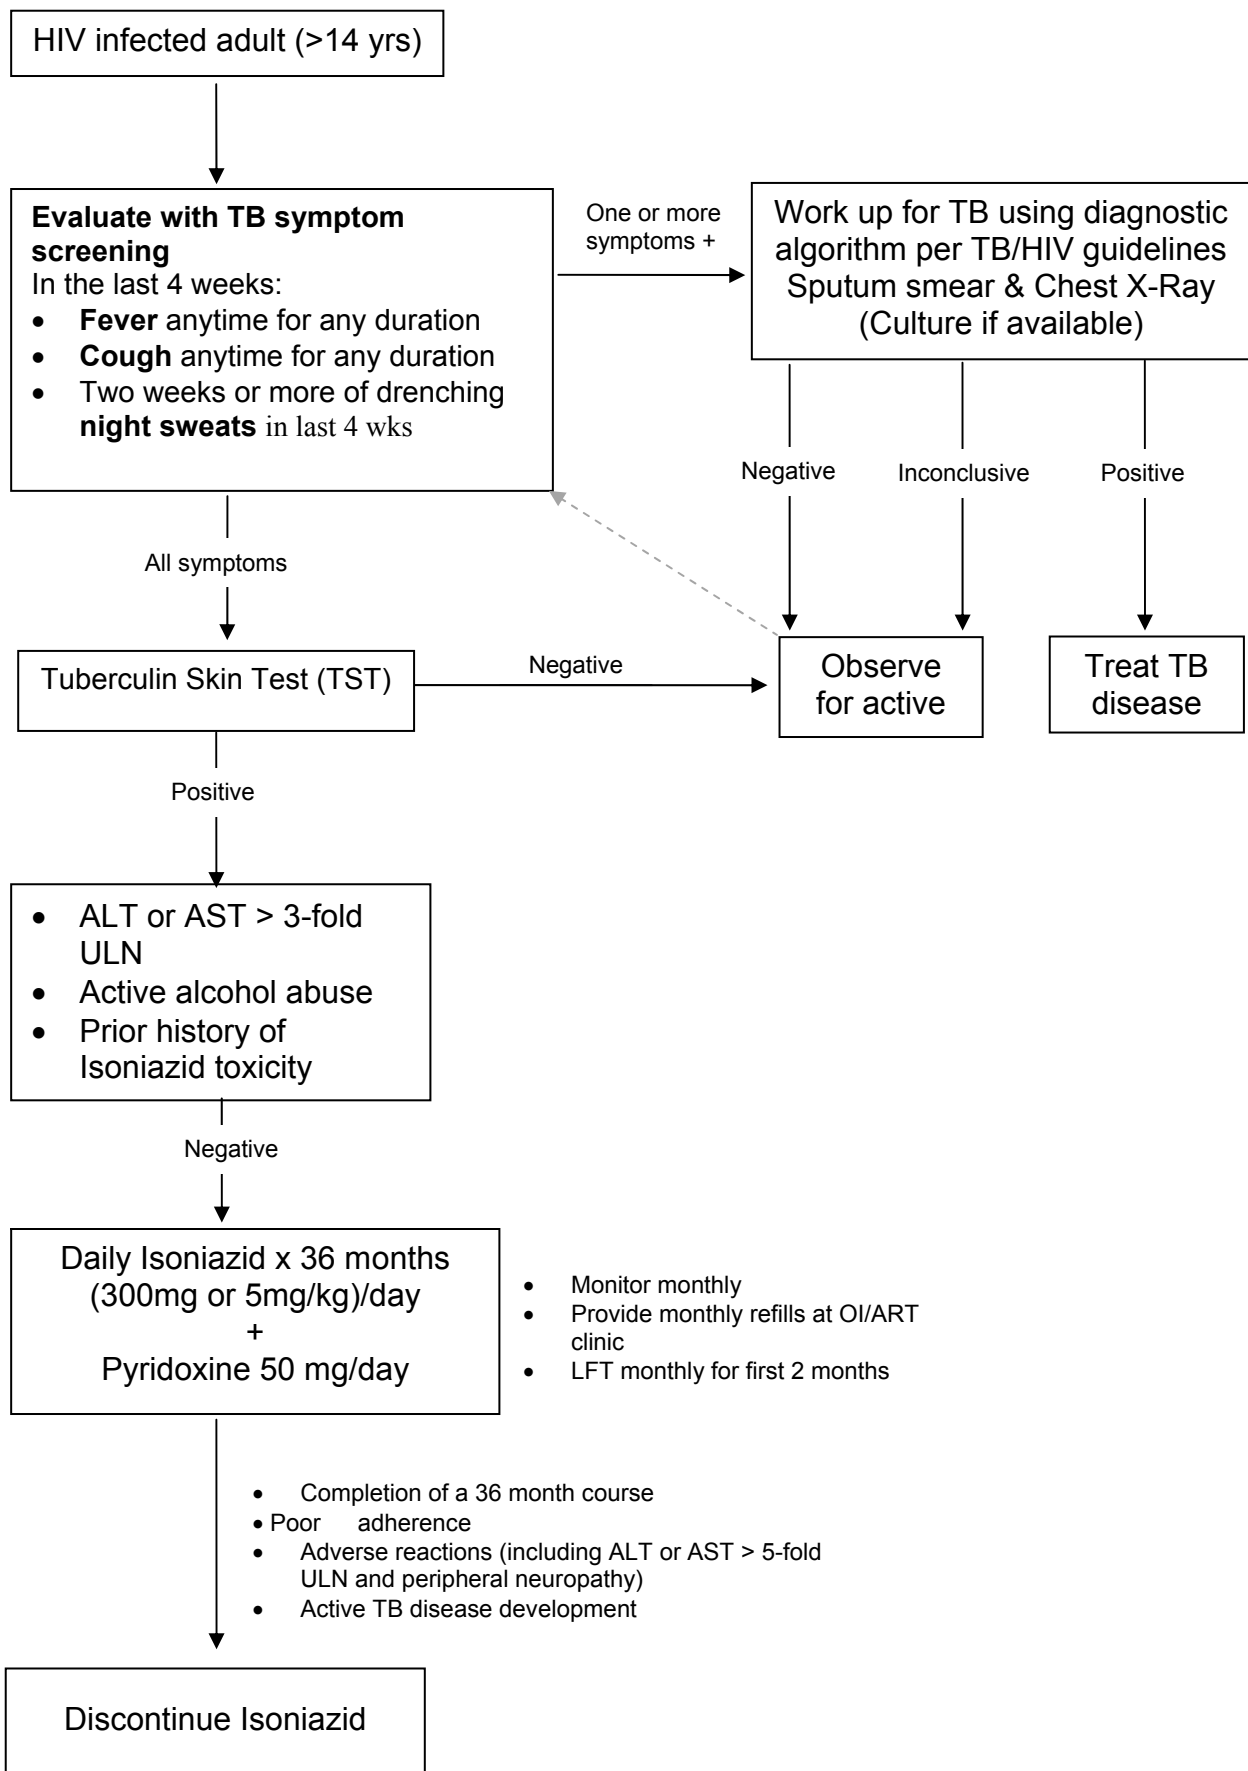 HIV infected adult (>14 yrs)
Evaluate with TB symptom
screening
In the last 4 weeks:
• Fever anytime for any duration
• Cough anytime for any duration
• Two weeks or more of drenching
night sweats in last 4 wks
One or more
symptoms +
Work up for TB using diagnostic
algorithm per TB/HIV guidelines
Sputum smear & Chest X-Ray
(Culture if available)
Negative
Inconclusive
Positive
All symptoms
Tuberculin Skin Test (TST)
Negative
Observe
for active
Treat TB
disease
Positive
• ALT or AST > 3-fold
ULN
• Active alcohol abuse
• Prior history of
Isoniazid toxicity
Negative
Daily Isoniazid x 36 months
(300mg or 5mg/kg)/day
+
Pyridoxine 50 mg/day
• Monitor monthly
• Provide monthly refills at OI/ART
clinic
• LFT monthly for first 2 months
• Completion of a 36 month course
• Poor adherence
• Adverse reactions (including ALT or AST > 5-fold
ULN and peripheral neuropathy)
• Active TB disease development
Discontinue Isoniazid